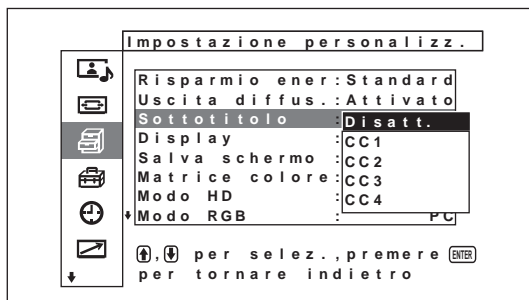 Impostazione personalizz.
Risparmio ener:Standard
Uscita diffus.:Attivato
Sottotitolo :Disatt.
Display :CC1
Salva schermo :CC2
Matrice colore:CC3
Modo HD :CC4
Modo RGB : PC
, per selez.,premere ENTER
per tornare indietro